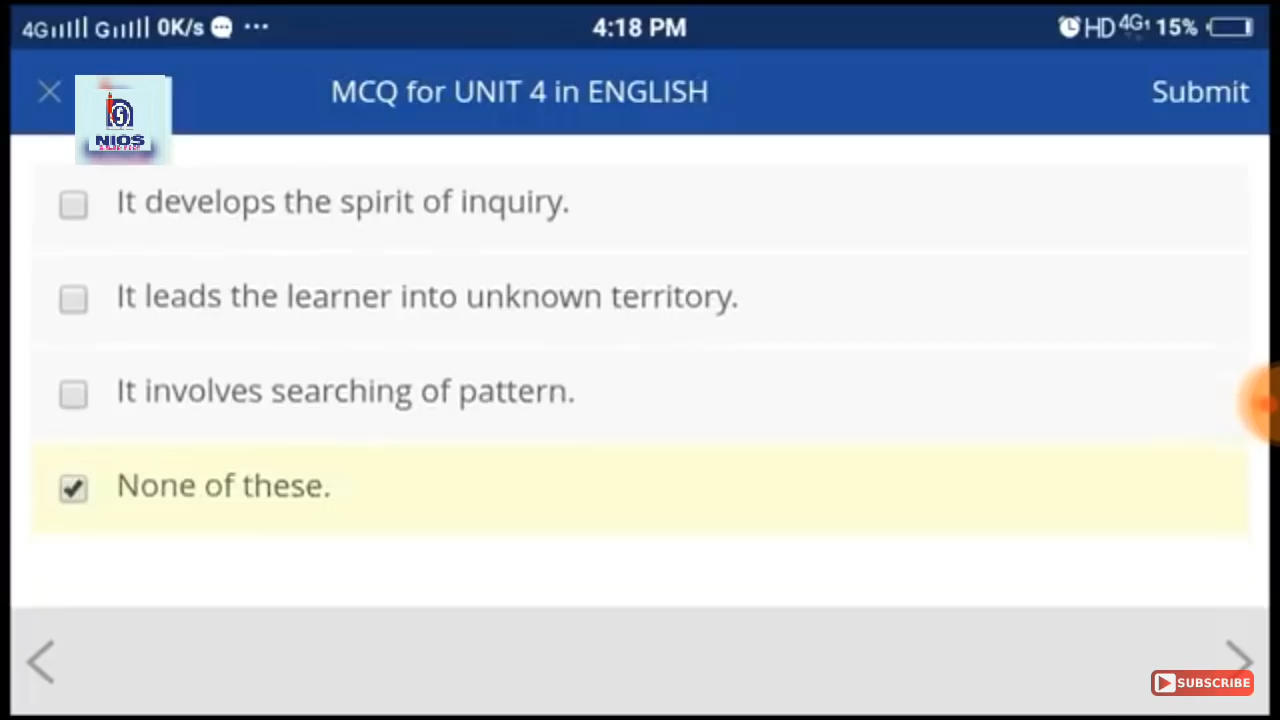 4G G 0K/s 4:18 PM HD 4G1 15%
MCQ for UNIT 4 in ENGLISH Submit
NIOS
It develops the spirit of inquiry.
It leads the learner into unknown territory.
It involves searching of pattern.
None of these.
SUBSCRIBE